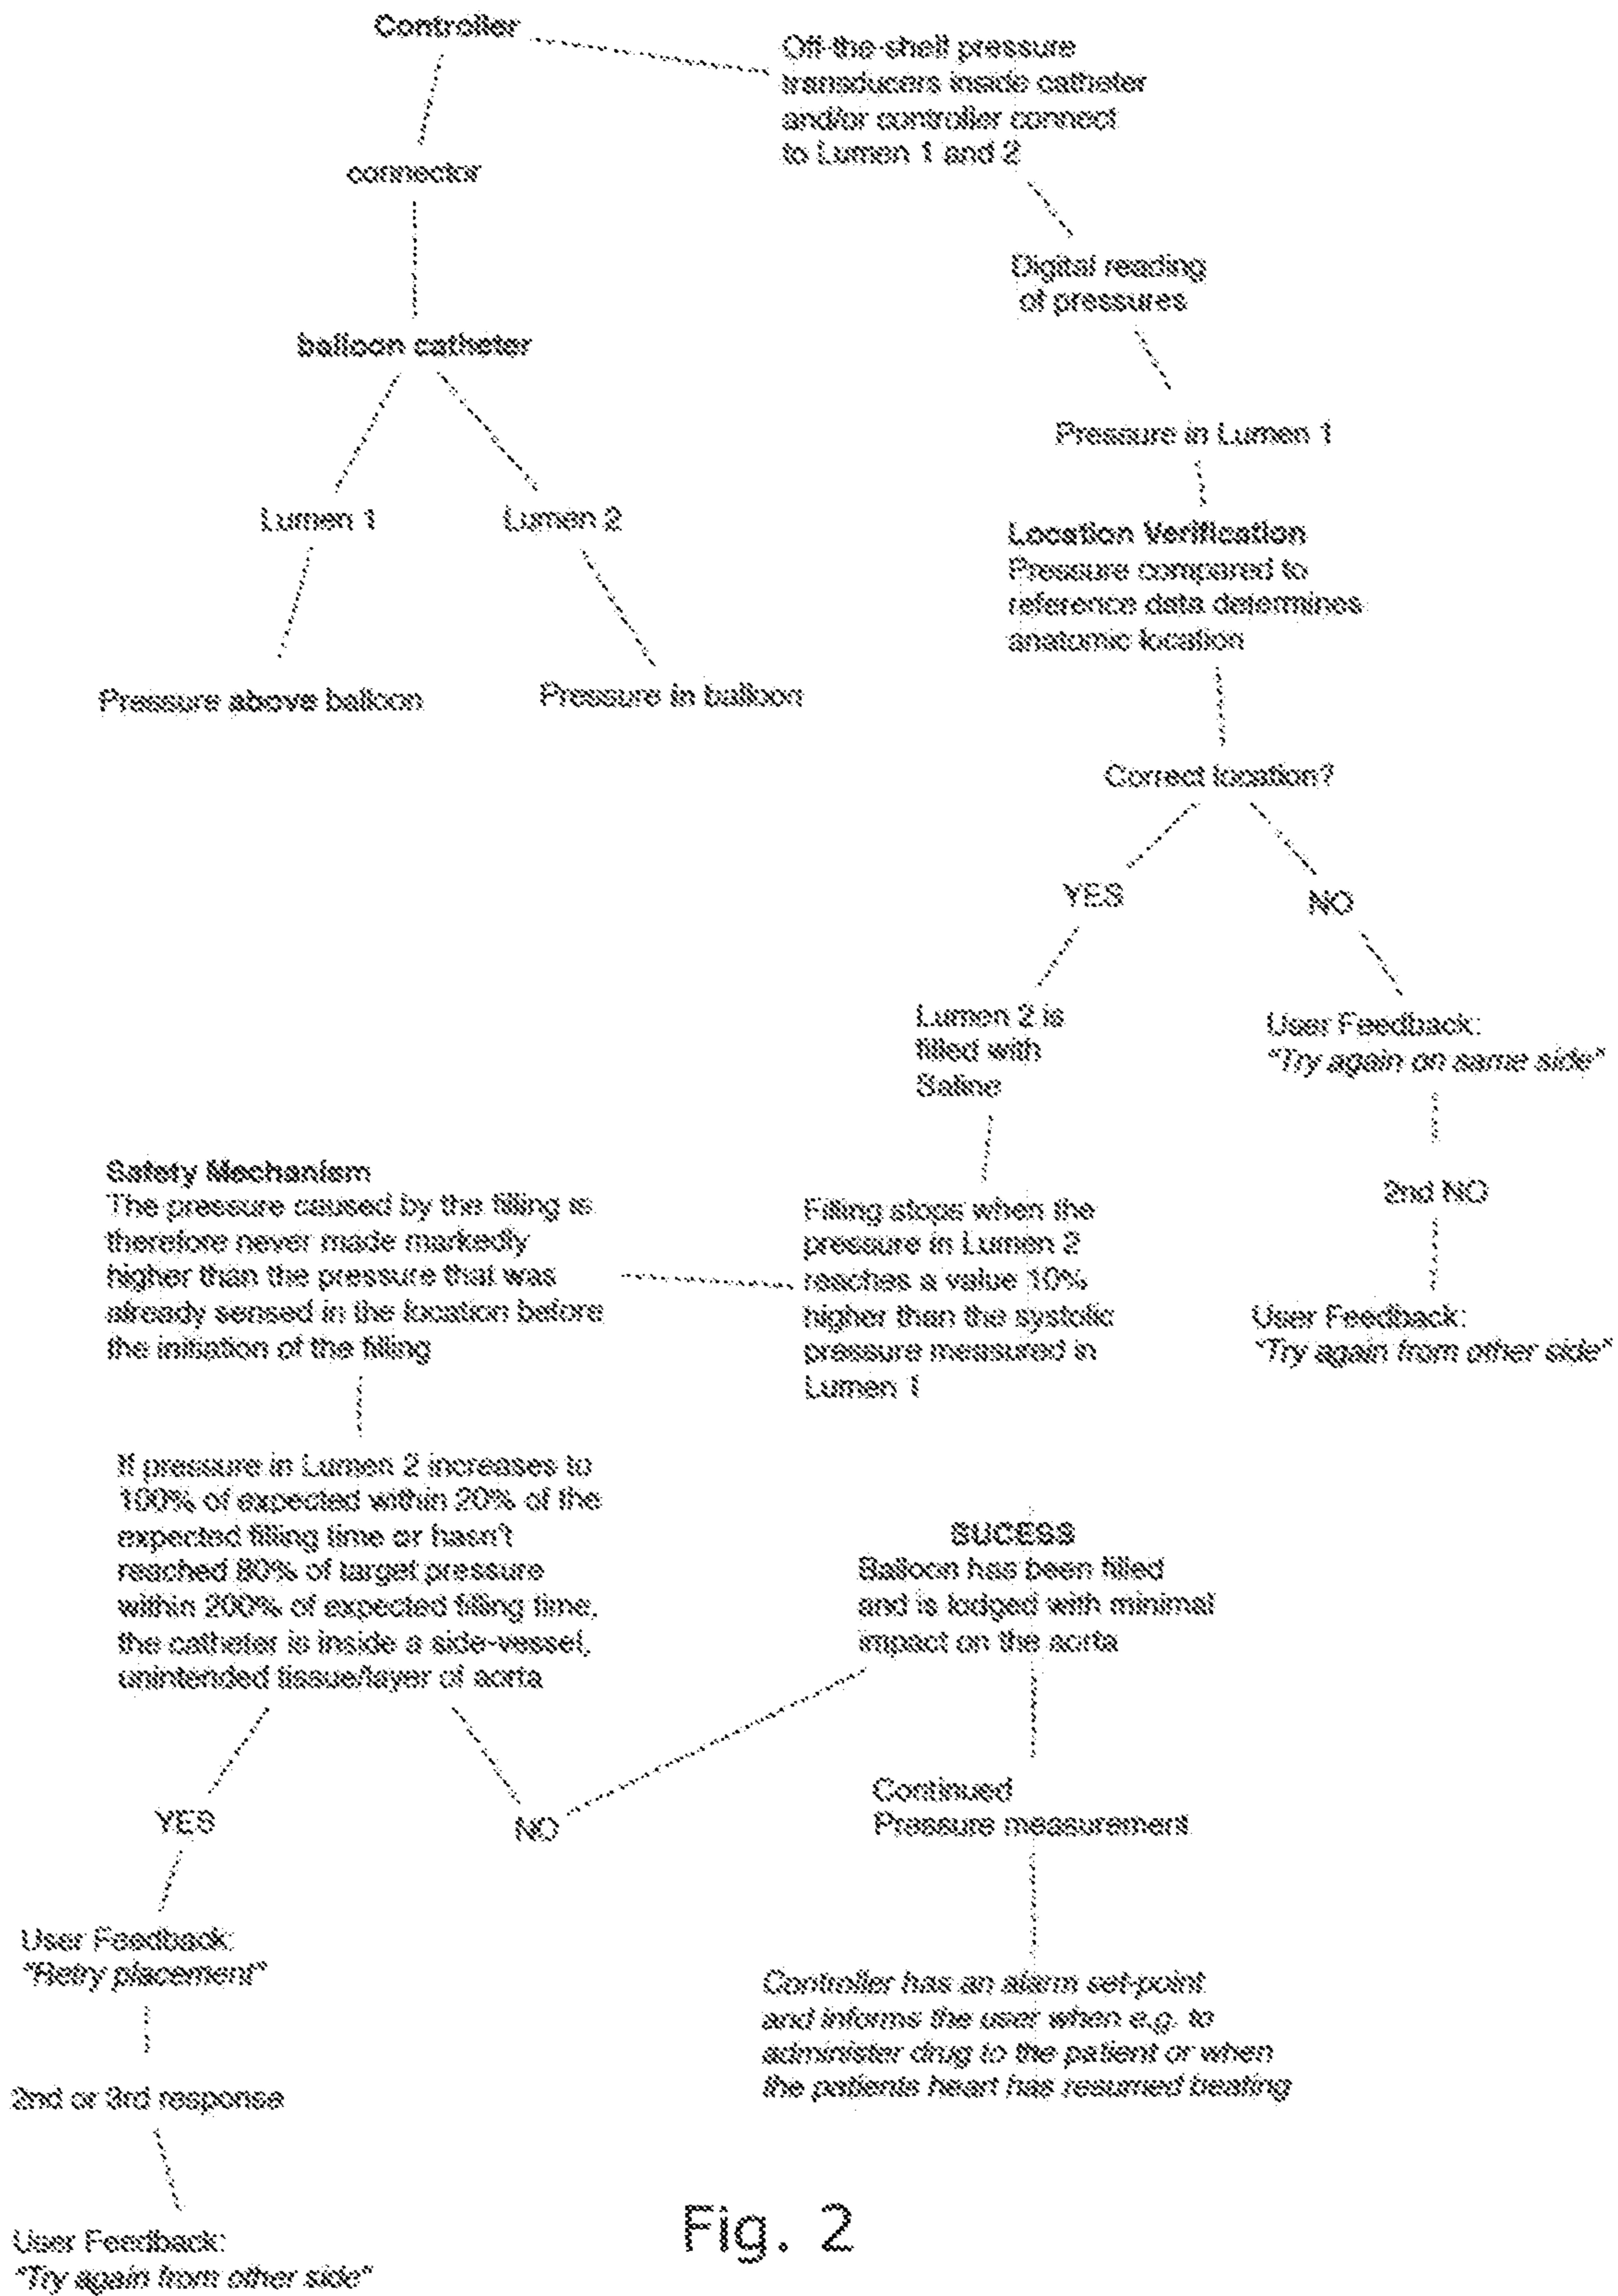 Controller
Off-the-shelf pressure
transducers inside catheter
and/or controller connect
to Lumen 1 and 2
connector
Digital reading
of pressures
balloon catheter
Pressure in Lumen 1
Lumen 1
Lumen 2
Location Verification
Pressure compared to
reference data determines
anatomic location
Pressure above balloon
Pressure in balloon
Correct location?
YES
NO
Lumen 2 is
filled with
Saline
User Feedback:
"Try again on same side"
2nd NO
User Feedback:
"Try again from other side"
Filling stops when the
pressure in Lumen 2
reaches a value 10%
higher than the systolic
pressure measured in
Lumen 1
Safety Mechanism
The pressure caused by the filling is
therefore never made markedly
higher than the pressure that was
already sensed in the location before
the initiation of the filling
If pressure in Lumen 2 increases to
100% of expected within 20% of the
expected filling time or hasn't
reached 80% of target pressure
within 200% of expected filling time,
the catheter is inside a side-vessel,
unintended tissue/layer of aorta
SUCESS
Balloon has been filled
and is lodged with minimal
impact on the aorta
YES
NO
Continued
Pressure measurement
User Feedback:
"Retry placement"
Controller has an alarm set-point
and informs the user when e.g. to
administer drug to the patient or when
the patients heart has resumed beating
2nd or 3rd response
User Feedback:
"Try again from other side"
Fig. 2